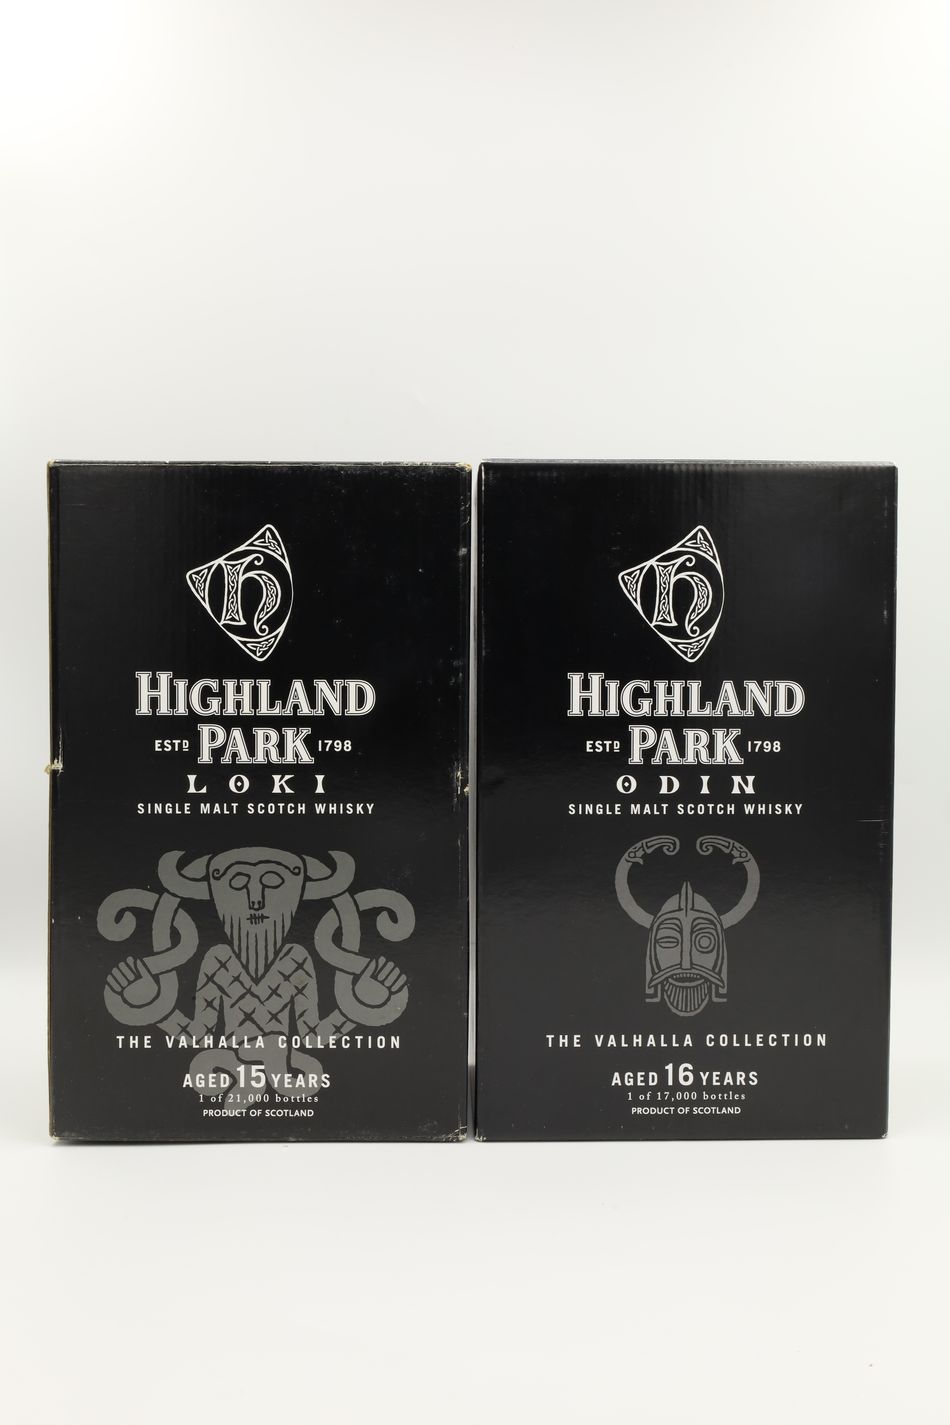 HIGHLAND
ESTD PARK 1798
LOKI
SINGLE MALT SCOTCH WHISKY
THE VALHALLA COLLECTION
AGED 15 YEARS
1 of 21,000 bottles
PRODUCT OF SCOTLAND
HIGHLAND
ESTD PARK 1798
ODIN
SINGLE MALT SCOTCH WHISKY
THE VALHALLA COLLECTION
AGED 16 YEARS
1 of 17,000 bottles
PRODUCT OF SCOTLAND